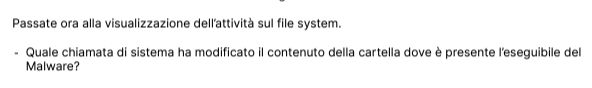 Passate ora alla visualizzazione dell’attività sul file system.
- Quale chiamata di sistema ha modificato il contenuto della cartella dove è presente l’eseguibile del
Malware?